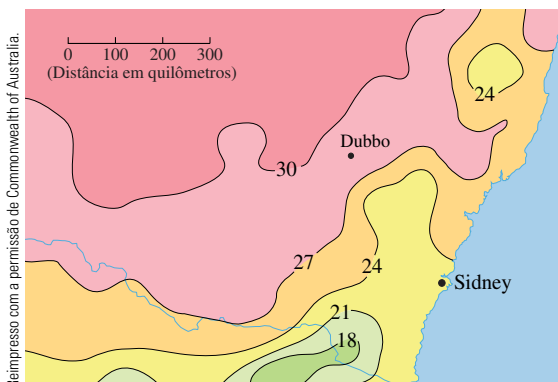 0 100 200 300
(Distância em quilômetros)
24
Dubbo
30
27
24
Sidney
21
18
com a permissão de Commonwealth of Australia.